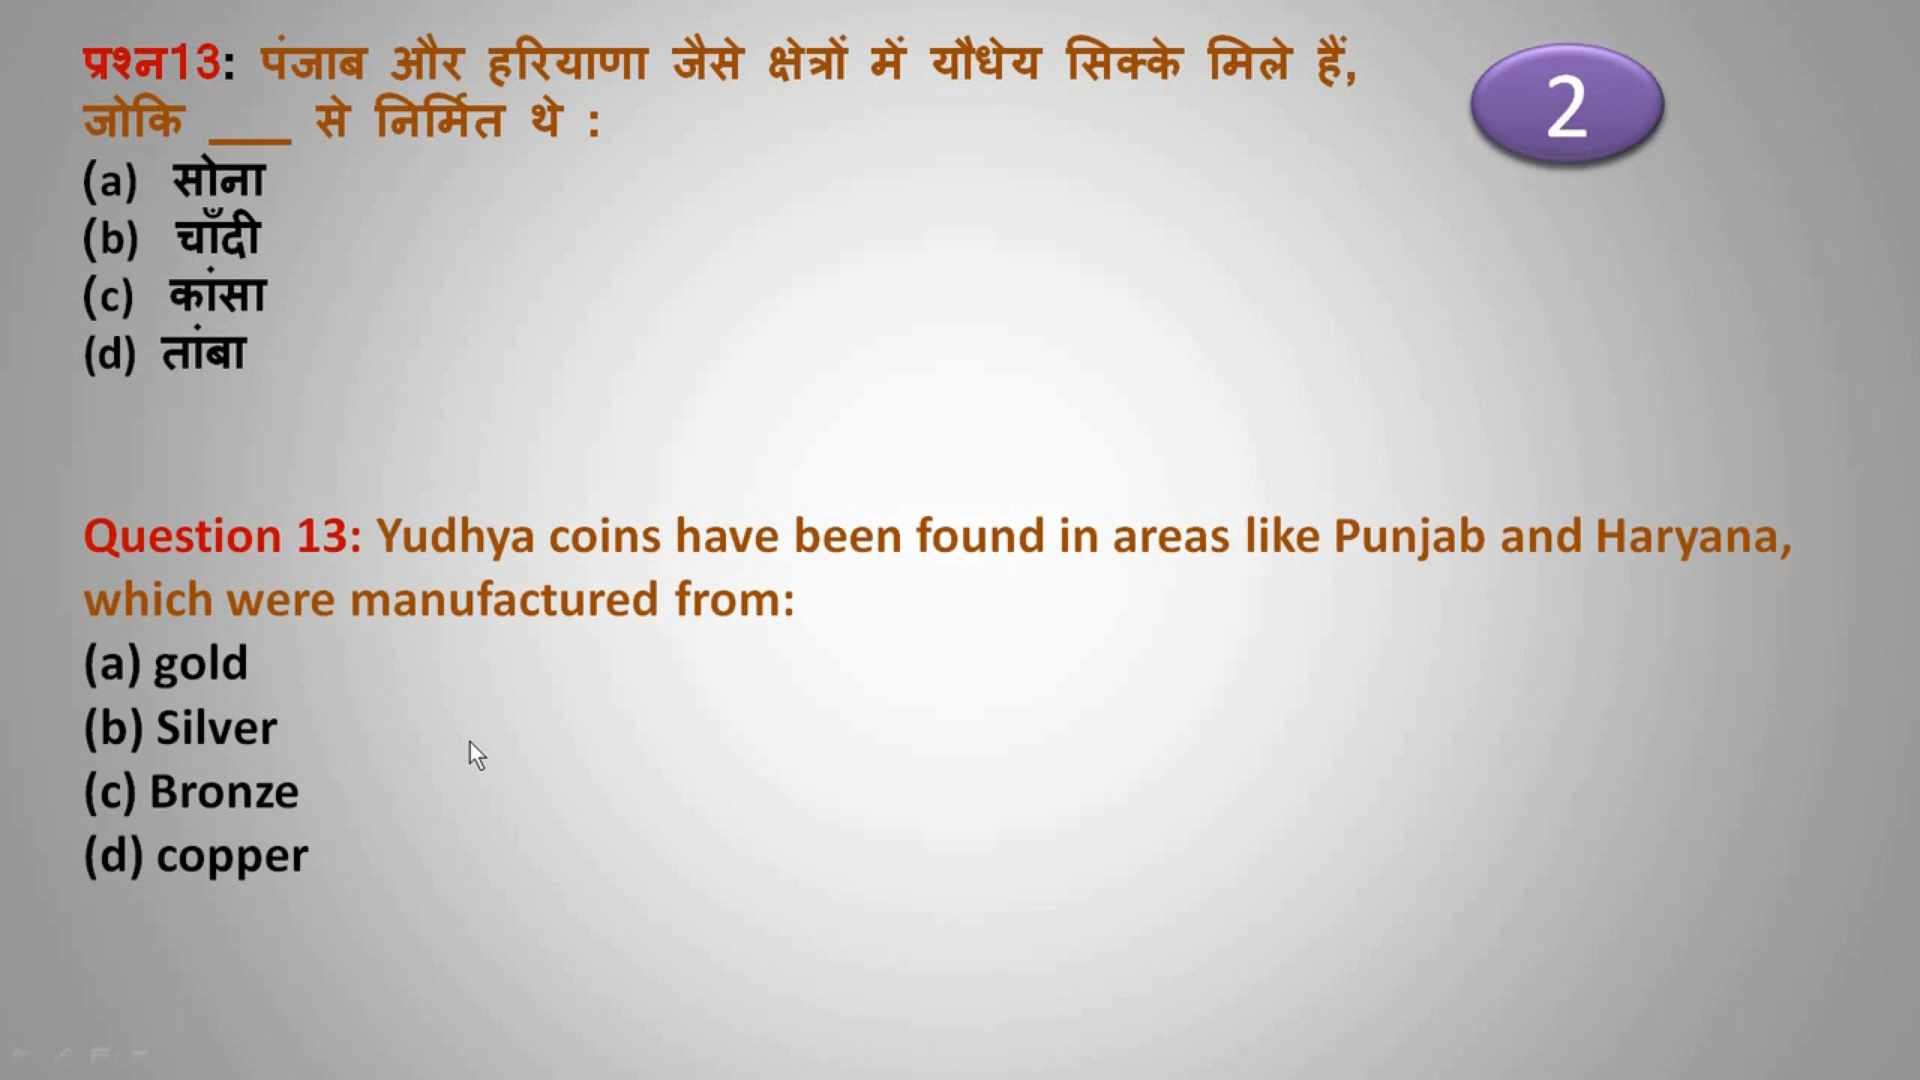 प्रश्न13: पंजाब और हरियाणा जैसे क्षेत्रों में यौधेय सिक्के मिले हैं,
जोकि ___ से निर्मित थे :
(a) सोना
(b) चाँदी
(c) कांसा
(d) तांबा
2
Question 13: Yudhya coins have been found in areas like Punjab and Haryana,
which were manufactured from:
(a) gold
(b) Silver
(c) Bronze
(d) copper